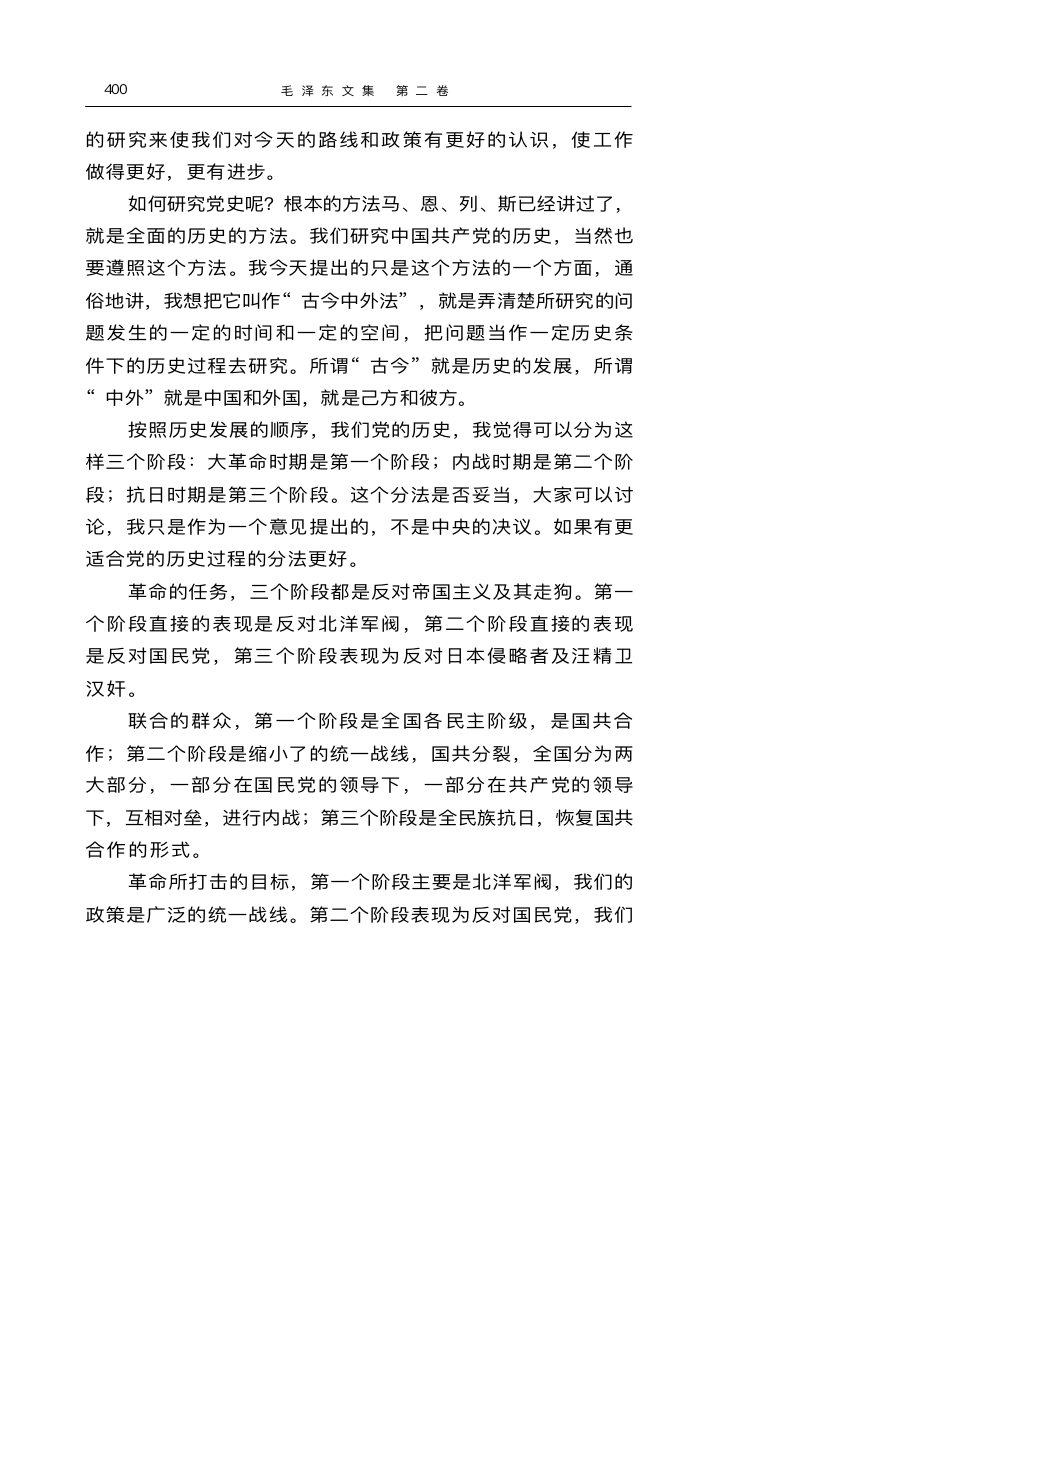 400 毛泽东文集 第二卷
的研究来使我们对今天的路线和政策有更好的认识，使工作
做得更好，更有进步。
如何研究党史呢？根本的方法马、恩、列、斯已经讲过了，
就是全面的历史的方法。我们研究中国共产党的历史，当然也
要遵照这个方法。我今天提出的只是这个方法的一个方面，通
俗地讲，我想把它叫作“古今中外法”，就是弄清楚所研究的问
题发生的一定的时间和一定的空间，把问题当作一定历史条
件下的历史过程去研究。所谓“古今”就是历史的发展，所谓
“中外”就是中国和外国，就是己方和彼方。
按照历史发展的顺序，我们党的历史，我觉得可以分为这
样三个阶段：大革命时期是第一个阶段；内战时期是第二个阶
段；抗日时期是第三个阶段。这个分法是否妥当，大家可以讨
论，我只是作为一个意见提出的，不是中央的决议。如果有更
适合党的历史过程的分法更好。
革命的任务，三个阶段都是反对帝国主义及其走狗。第一
个阶段直接的表现是反对北洋军阀，第二个阶段直接的表现
是反对国民党，第三个阶段表现为反对日本侵略者及汪精卫
汉奸。
联合的群众，第一个阶段是全国各民主阶级，是国共合
作；第二个阶段是缩小了的统一战线，国共分裂，全国分为两
大部分，一部分在国民党的领导下，一部分在共产党的领导
下，互相对垒，进行内战；第三个阶段是全民族抗日，恢复国共
合作的形式。
革命所打击的目标，第一个阶段主要是北洋军阀，我们的
政策是广泛的统一战线。第二个阶段表现为反对国民党，我们